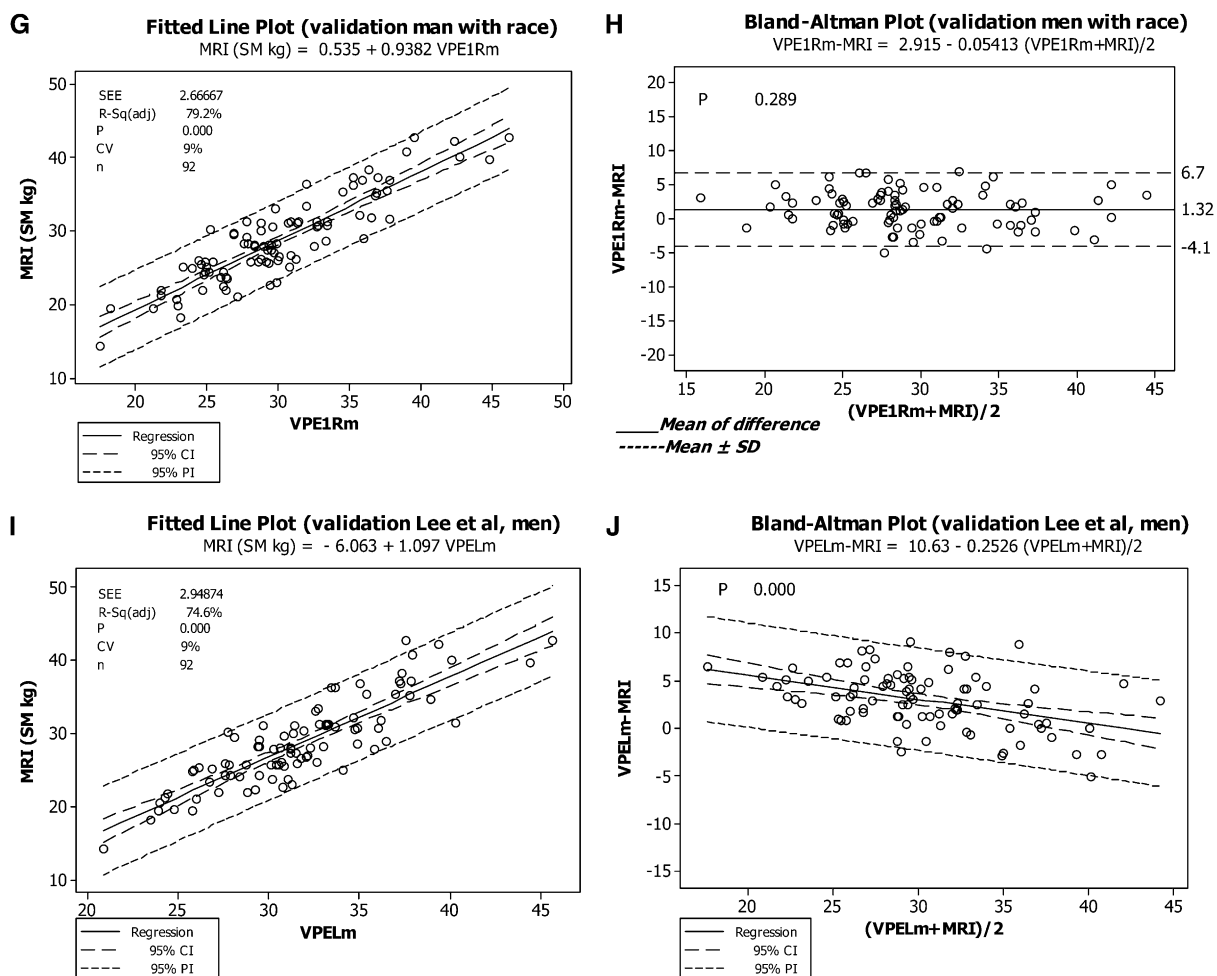 G
Fitted Line Plot (validation man with race)
MRI (SM kg) = 0.535 + 0.9382 VPE1Rm
SEE 2.66667
R-Sq(adj) 79.2%
P 0.000
CV 9%
n 92
MRI (SM kg)
50
40
30
20
10
20 25 30 35 40 45 50
VPE1Rm
Regression
95% CI
95% PI
H
Bland-Altman Plot (validation men with race)
VPE1Rm-MRI = 2.915 - 0.05413 (VPE1Rm+MRI)/2
P 0.289
VPE1Rm-MRI
20
15
10
5
0
-5
-10
-15
-20
6.7
1.32
-4.1
15 20 25 30 35 40 45
(VPE1Rm+MRI)/2
Mean of difference
Mean ± SD
I
Fitted Line Plot (validation Lee et al, men)
MRI (SM kg) = - 6.063 + 1.097 VPELm
SEE 2.94874
R-Sq(adj) 74.6%
P 0.000
CV 9%
n 92
MRI (SM kg)
50
40
30
20
10
20 25 30 35 40 45
VPELm
Regression
95% CI
95% PI
J
Bland-Altman Plot (validation Lee et al, men)
VPELm-MRI = 10.63 - 0.2526 (VPELm+MRI)/2
P 0.000
VPELm-MRI
15
10
5
0
-5
-10
-15
20 25 30 35 40 45
(VPELm+MRI)/2
Regression
95% CI
95% PI